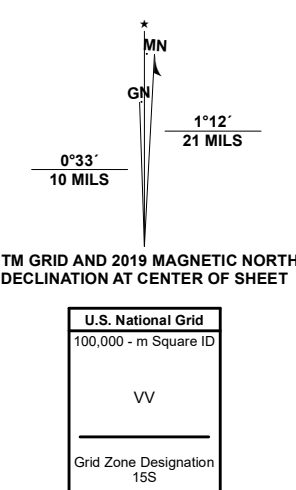 ★
MN
GN
1°12´
21 MILS
0°33´
10 MILS
TM GRID AND 2019 MAGNETIC NORTH
DECLINATION AT CENTER OF SHEET
U.S. National Grid
100,000 - m Square ID
VV
Grid Zone Designation
15S